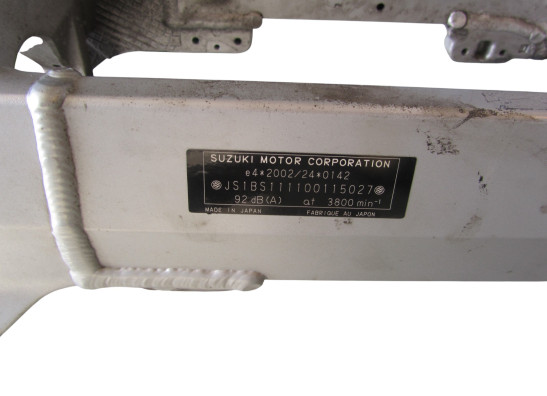 SUZUKI MOTOR CORPORATION
e4*2002/24*0142
JS1BS111100115027
92 dB(A) at 3800 min⁻¹
MADE IN JAPAN FABRIQUE AU JAPON